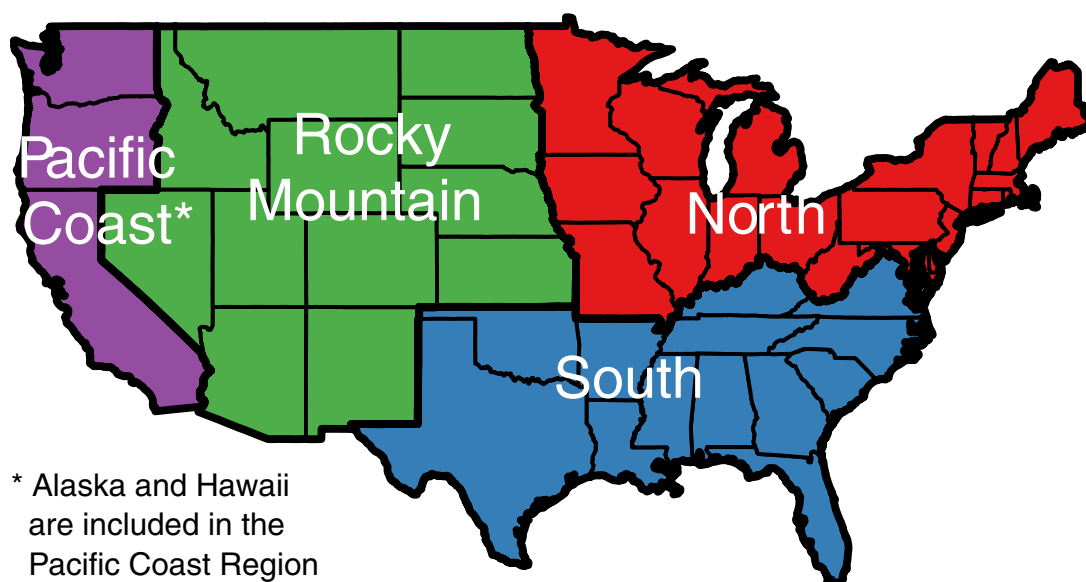 Rocky
Mountain
Pacific
Coast*
North
South
* Alaska and Hawaii
are included in the
Pacific Coast Region